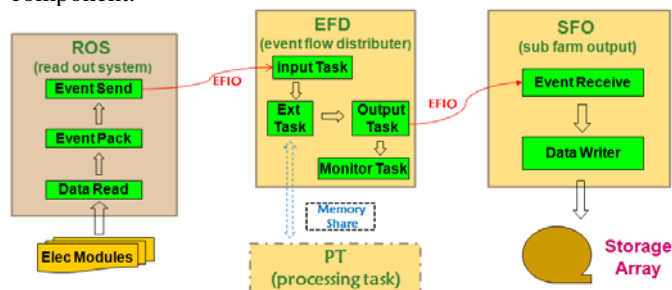 component.
ROS
(read out system)
Event Send
Event Pack
Data Read
Elec Modules
EFIO
EFD
(event flow distributer)
Input Task
Ext
Task
Output
Task
Monitor Task
Memory
Share
PT
(processing task)
EFIO
SFO
(sub farm output)
Event Receive
Data Writer
Storage
Array